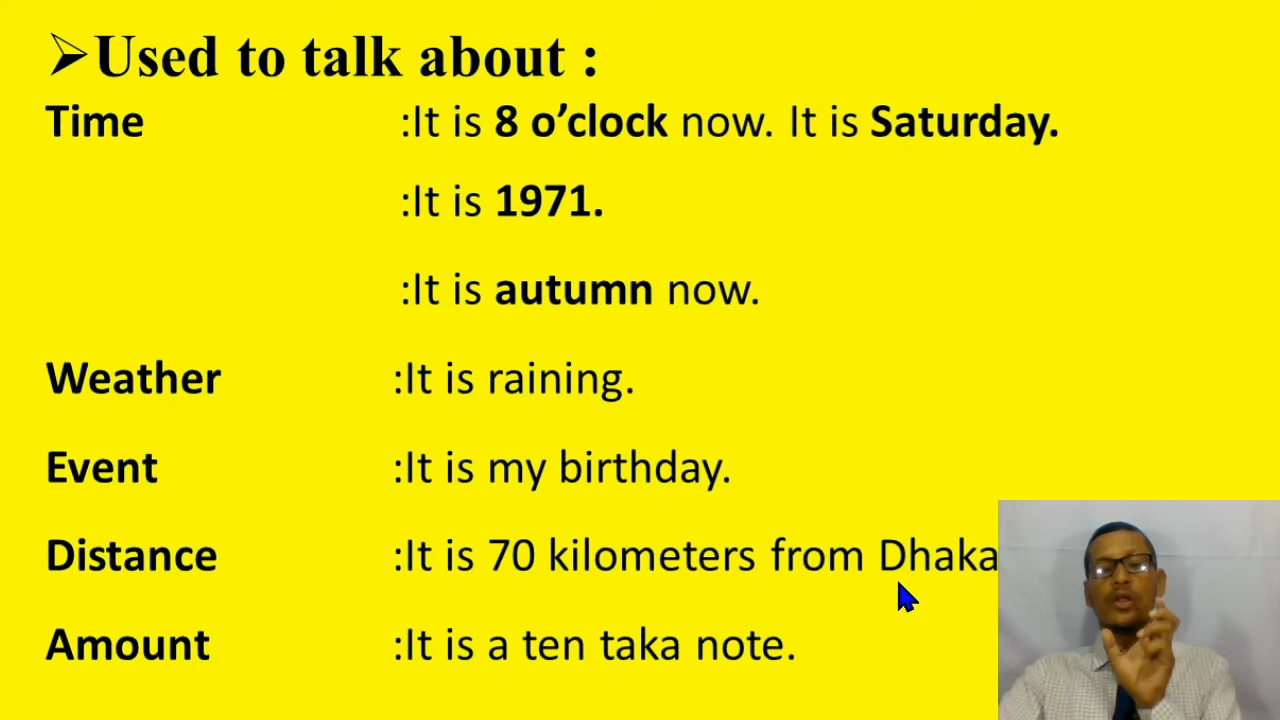 ➢Used to talk about :
Time :It is 8 o’clock now. It is Saturday.
:It is 1971.
:It is autumn now.
Weather :It is raining.
Event :It is my birthday.
Distance :It is 70 kilometers from Dhaka
Amount :It is a ten taka note.